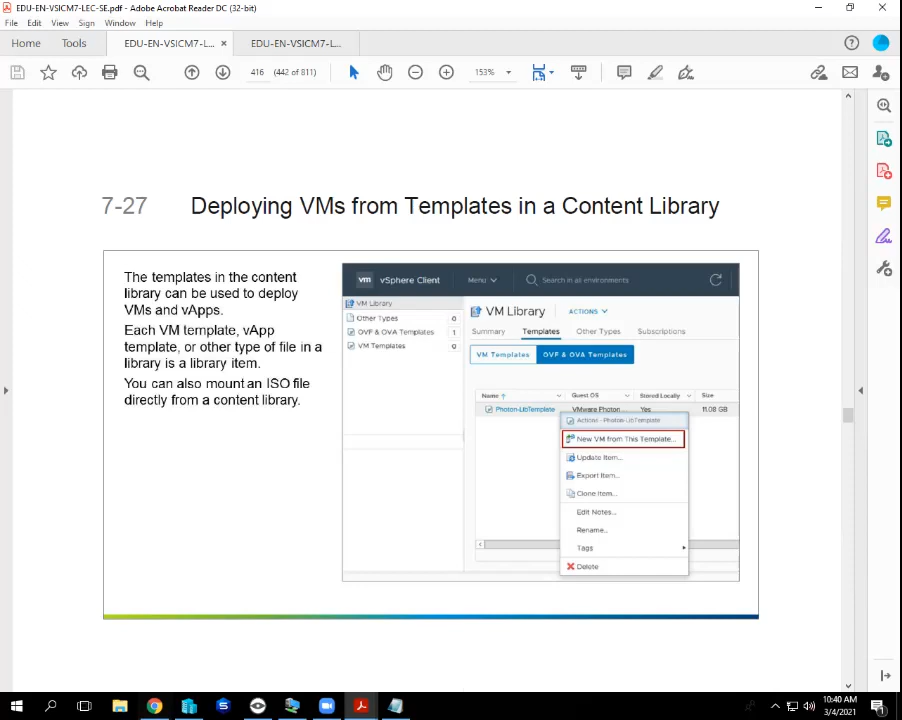 EDU-EN-VSICM7-LEC-SE.pdf - Adobe Acrobat Reader DC (32-bit)
File Edit View Sign Window Help
Home Tools EDU-EN-VSICM7-L... × EDU-EN-VSICM7-L...
416 (442 of 811) 153%
7-27 Deploying VMs from Templates in a Content Library
The templates in the content
library can be used to deploy
VMs and vApps.
Each VM template, vApp
template, or other type of file in a
library is a library item.
You can also mount an ISO file
directly from a content library.
vm vSphere Client Menu Search in all environments
VM Library
Other Types 0
OVF & OVA Templates 1
VM Templates 0
VM Library ACTIONS
Summary Templates Other Types Subscriptions
VM Templates OVF & OVA Templates
Name ↑ Guest OS Stored Locally Size
Photon-LibTemplate VMware Photon Yes 11.08 GB
Actions - Photon-LibTemplate
New VM from This Template...
Update Item...
Export Item...
Clone Item...
Edit Notes...
Rename...
Tags
Delete
10:40 AM
3/4/2021
1